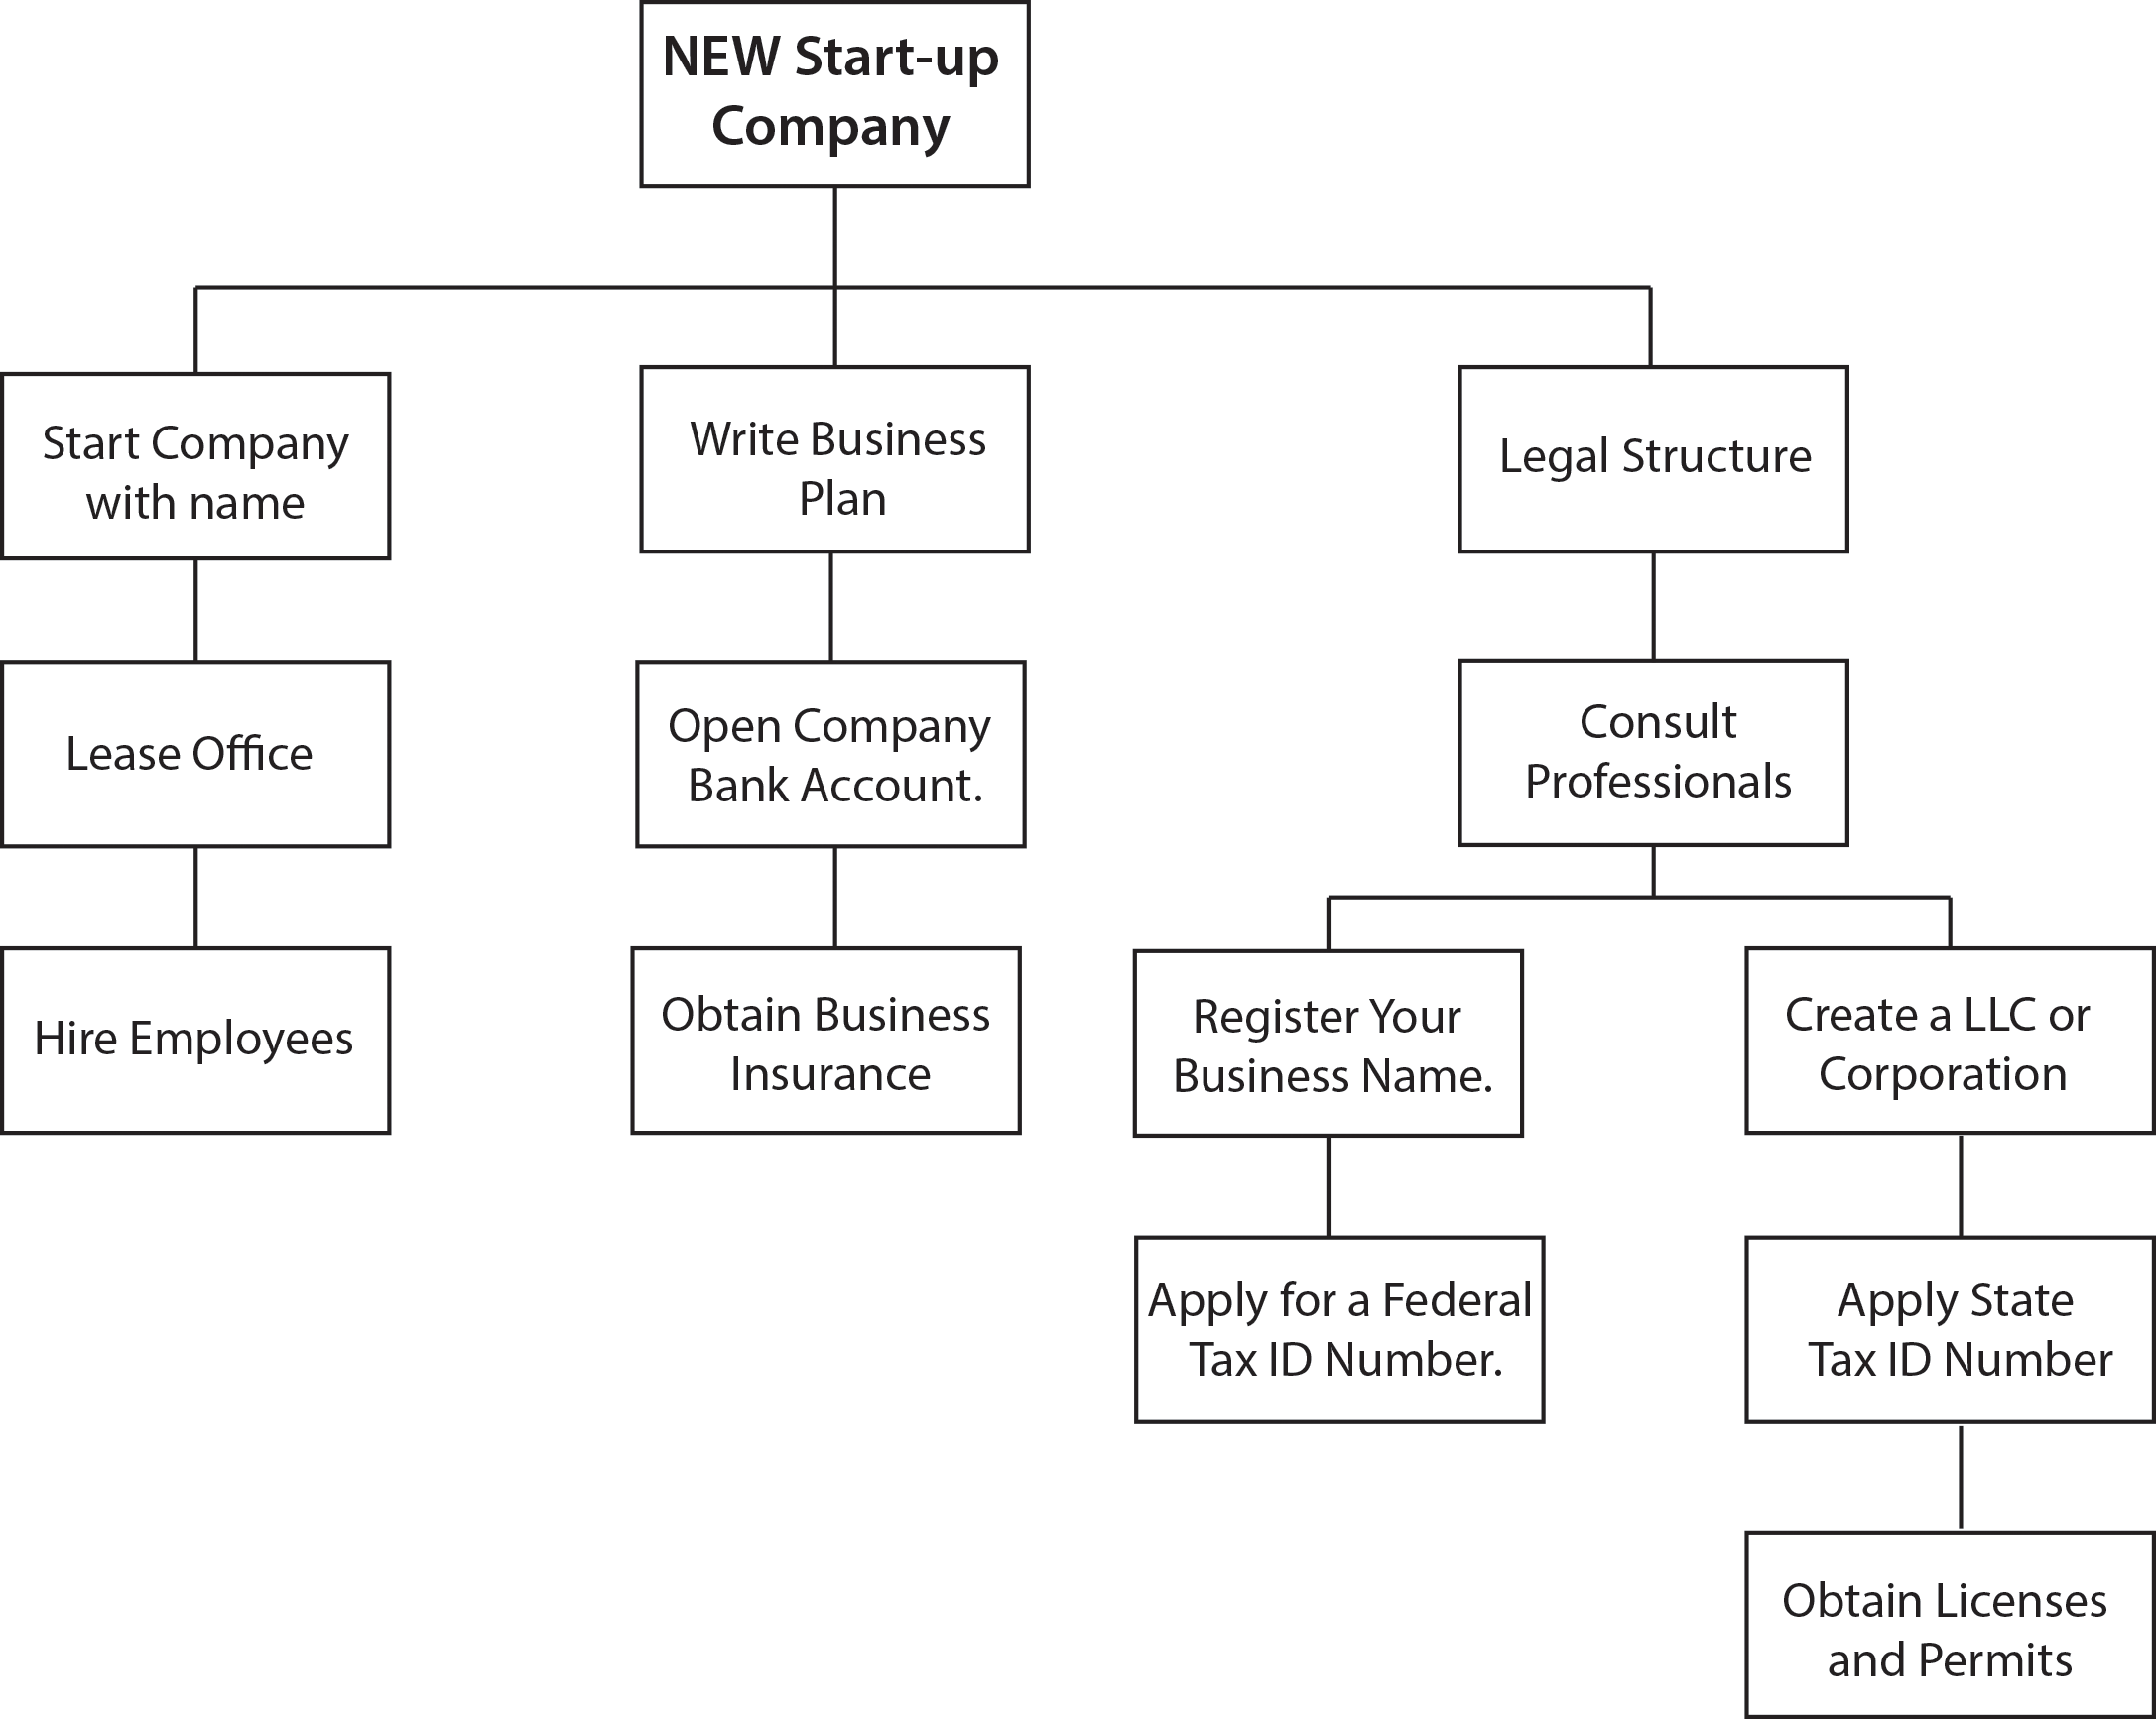 NEW Start-up
Company
Start Company
with name
Write Business
Plan
Legal Structure
Lease Office
Open Company
Bank Account.
Consult
Professionals
Hire Employees
Obtain Business
Insurance
Register Your
Business Name.
Create a LLC or
Corporation
Apply for a Federal
Tax ID Number.
Apply State
Tax ID Number
Obtain Licenses
and Permits